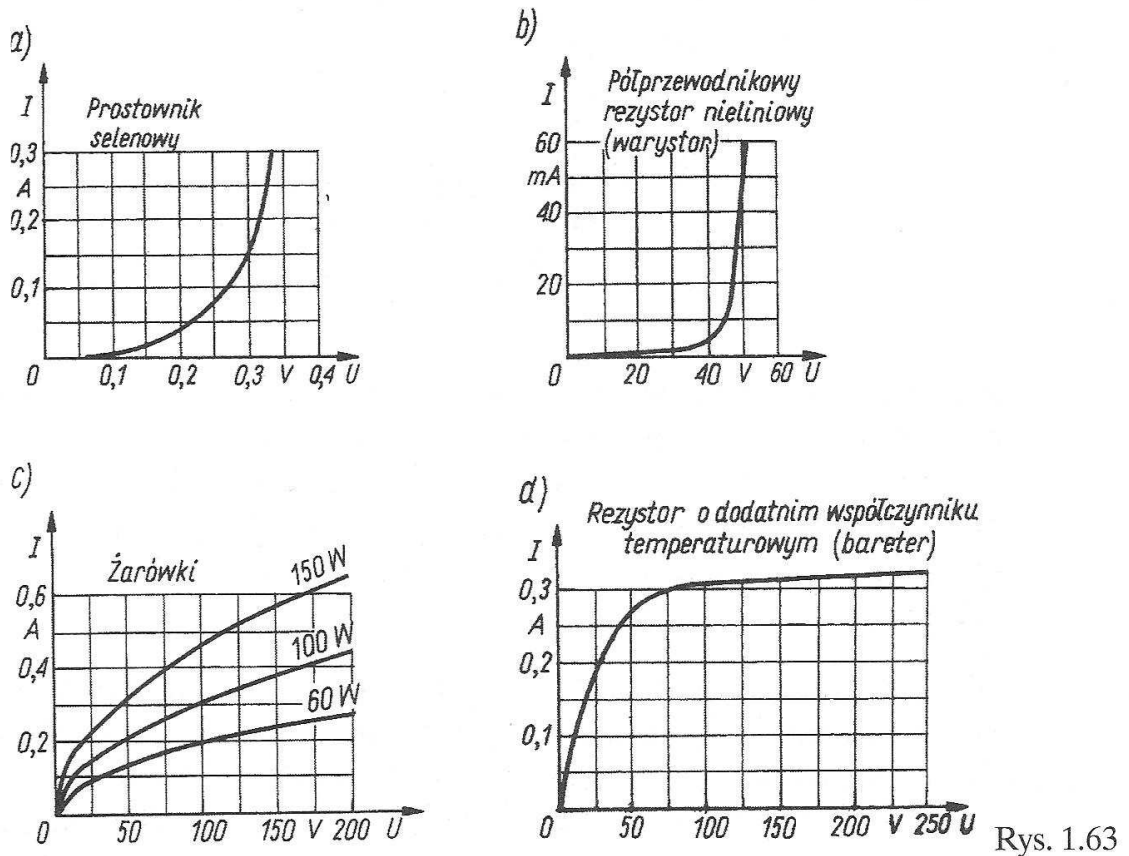 a)
I
Prostownik
selenowy
0,3
A
0,2
0,1
0 0,1 0,2 0,3 V 0,4 U
b)
I
Półprzewodnikowy
rezystor nieliniowy
(warystor)
60
mA
40
20
0 20 40 V 60 U
c)
I
Żarówki
150 W
100 W
60 W
0,6
A
0,4
0,2
0 50 100 V 200 U
d)
I
Rezystor o dodatnim współczynniku
temperaturowym (bareter)
0,3
A
0,2
0,1
0 50 100 150 200 V 250 U
Rys. 1.63